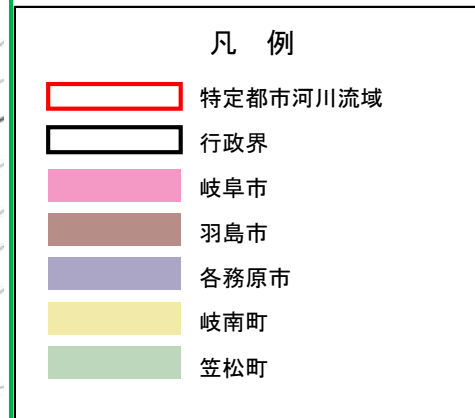 凡 例
特定都市河川流域
行政界
岐阜市
羽島市
各務原市
岐南町
笠松町